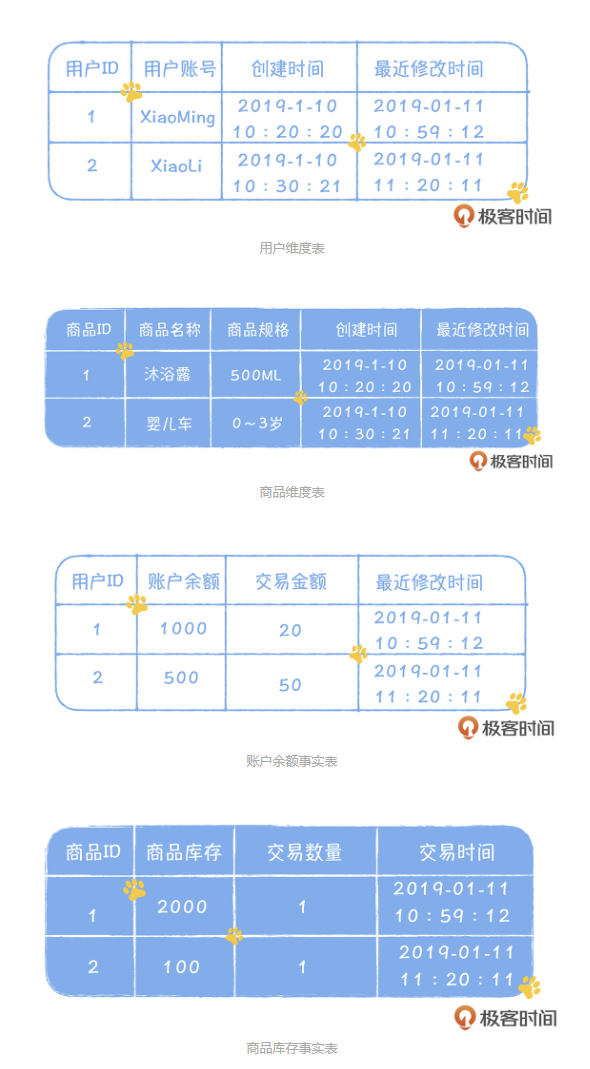 用户ID 用户账号 创建时间 最近修改时间
1 XiaoMing 2019-1-10 10:20:20 2019-01-11 10:59:12
2 XiaoLi 2019-1-10 10:30:21 2019-01-11 11:20:11
极客时间
用户维度表
商品ID 商品名称 商品规格 创建时间 最近修改时间
1 沐浴露 500ML 2019-1-10 10:20:20 2019-01-11 10:59:12
2 婴儿车 0~3岁 2019-1-10 10:30:21 2019-01-11 11:20:11
极客时间
商品维度表
用户ID 账户余额 交易金额 最近修改时间
1 1000 20 2019-01-11 10:59:12
2 500 50 2019-01-11 11:20:11
极客时间
账户余额事实表
商品ID 商品库存 交易数量 交易时间
1 2000 1 2019-01-11 10:59:12
2 100 1 2019-01-11 11:20:11
极客时间
商品库存事实表